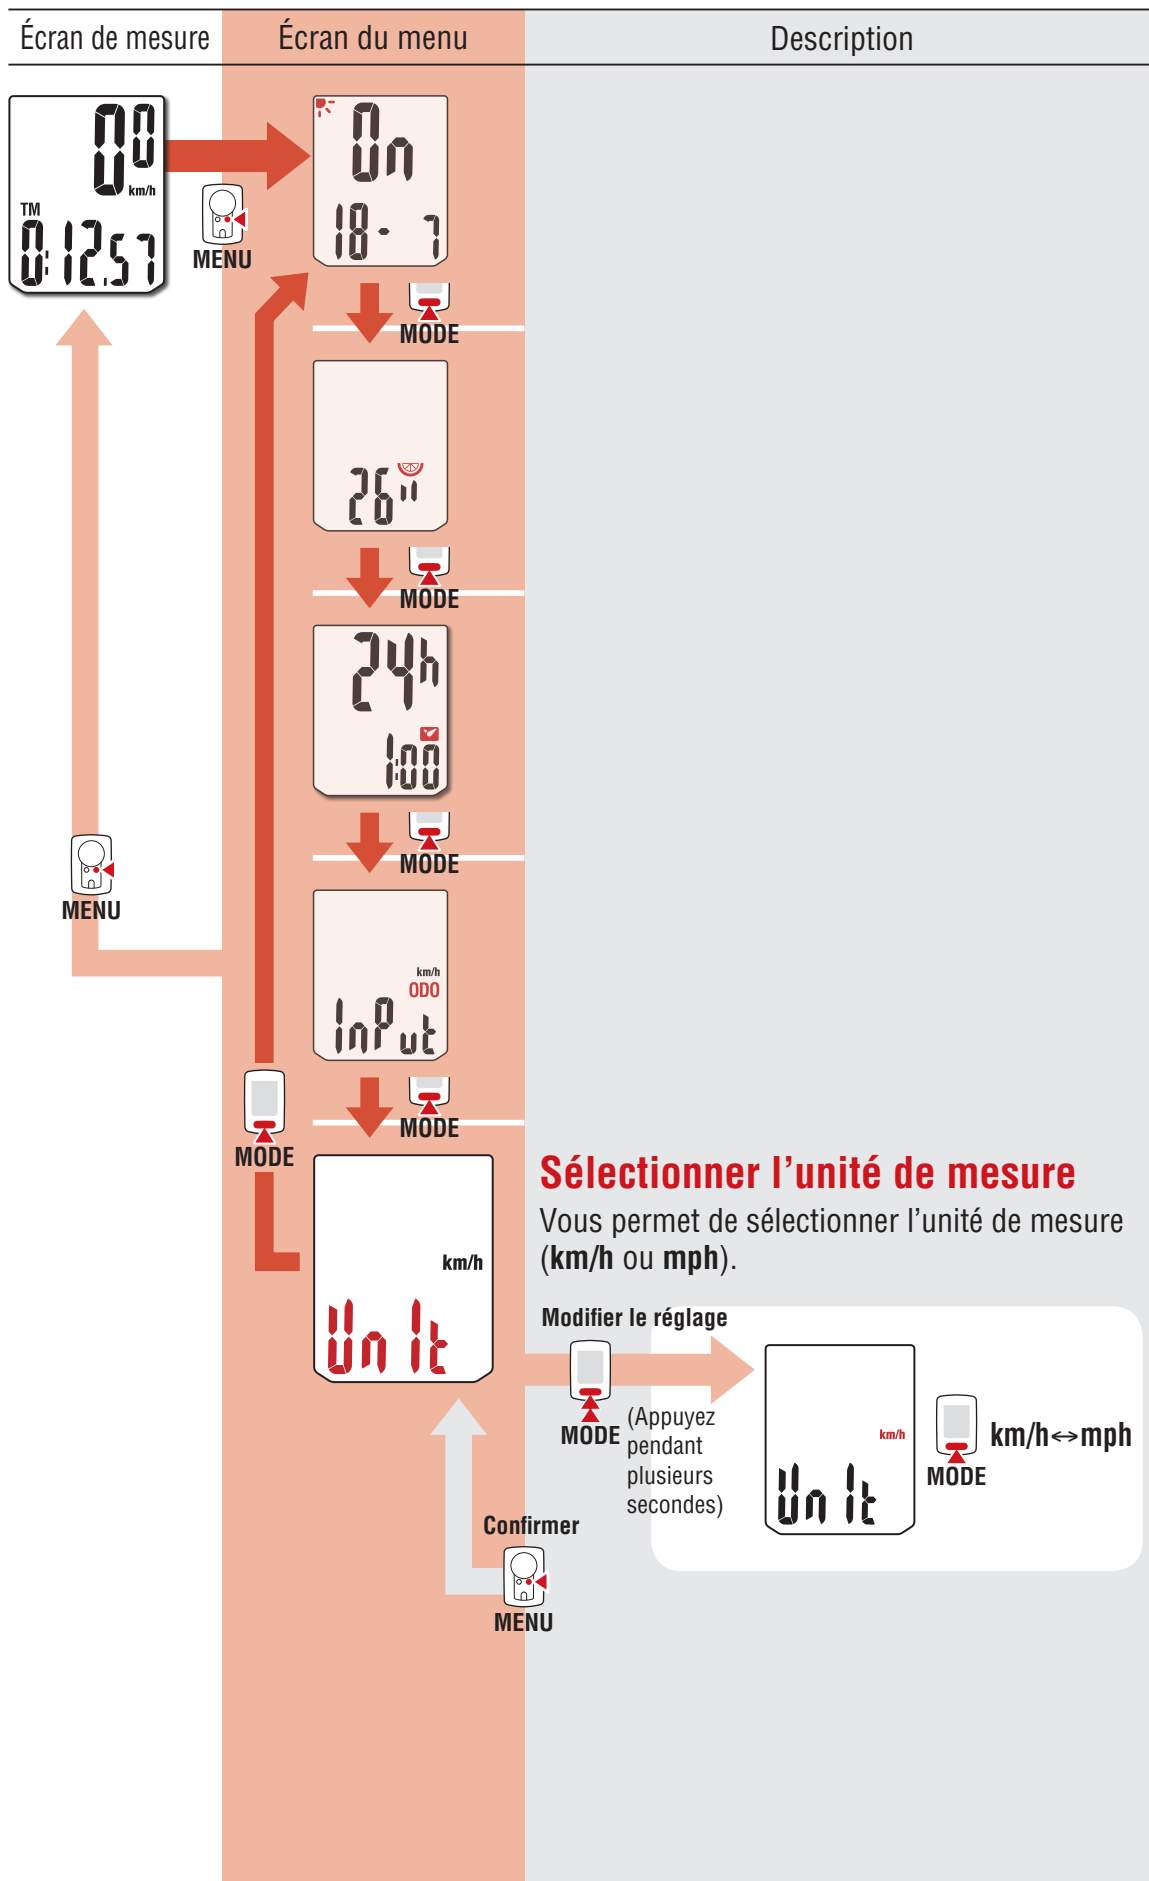 Écran de mesure
Écran du menu
Description
00
km/h
TM
0:12.57
MENU
On
18- 7
MODE
26"
MODE
24h
1:00
MODE
MENU
km/h
ODO
InPut
MODE
MODE
km/h
UnIt
Sélectionner l’unité de mesure
Vous permet de sélectionner l’unité de mesure
(km/h ou mph).
Modifier le réglage
MODE
(Appuyez
pendant
plusieurs
secondes)
km/h
UnIt
MODE
km/h↔mph
Confirmer
MENU